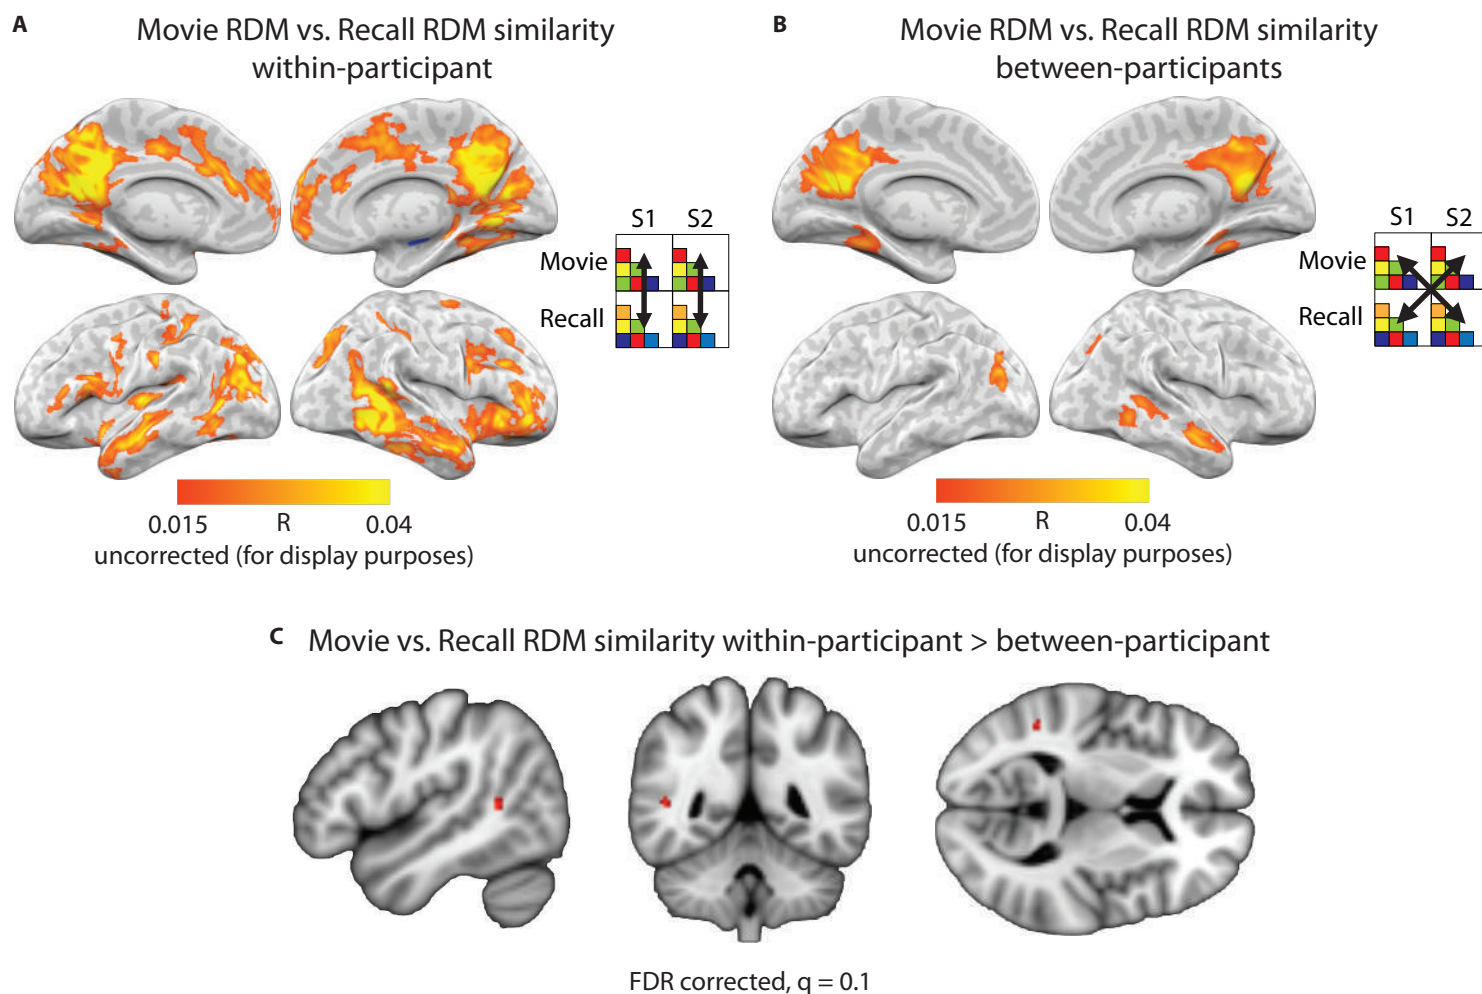 A
Movie RDM vs. Recall RDM similarity
within-participant
S1 S2
Movie
Recall
0.015 R 0.04
uncorrected (for display purposes)
B
Movie RDM vs. Recall RDM similarity
between-participants
S1 S2
Movie
Recall
0.015 R 0.04
uncorrected (for display purposes)
C Movie vs. Recall RDM similarity within-participant > between-participant
FDR corrected, q = 0.1